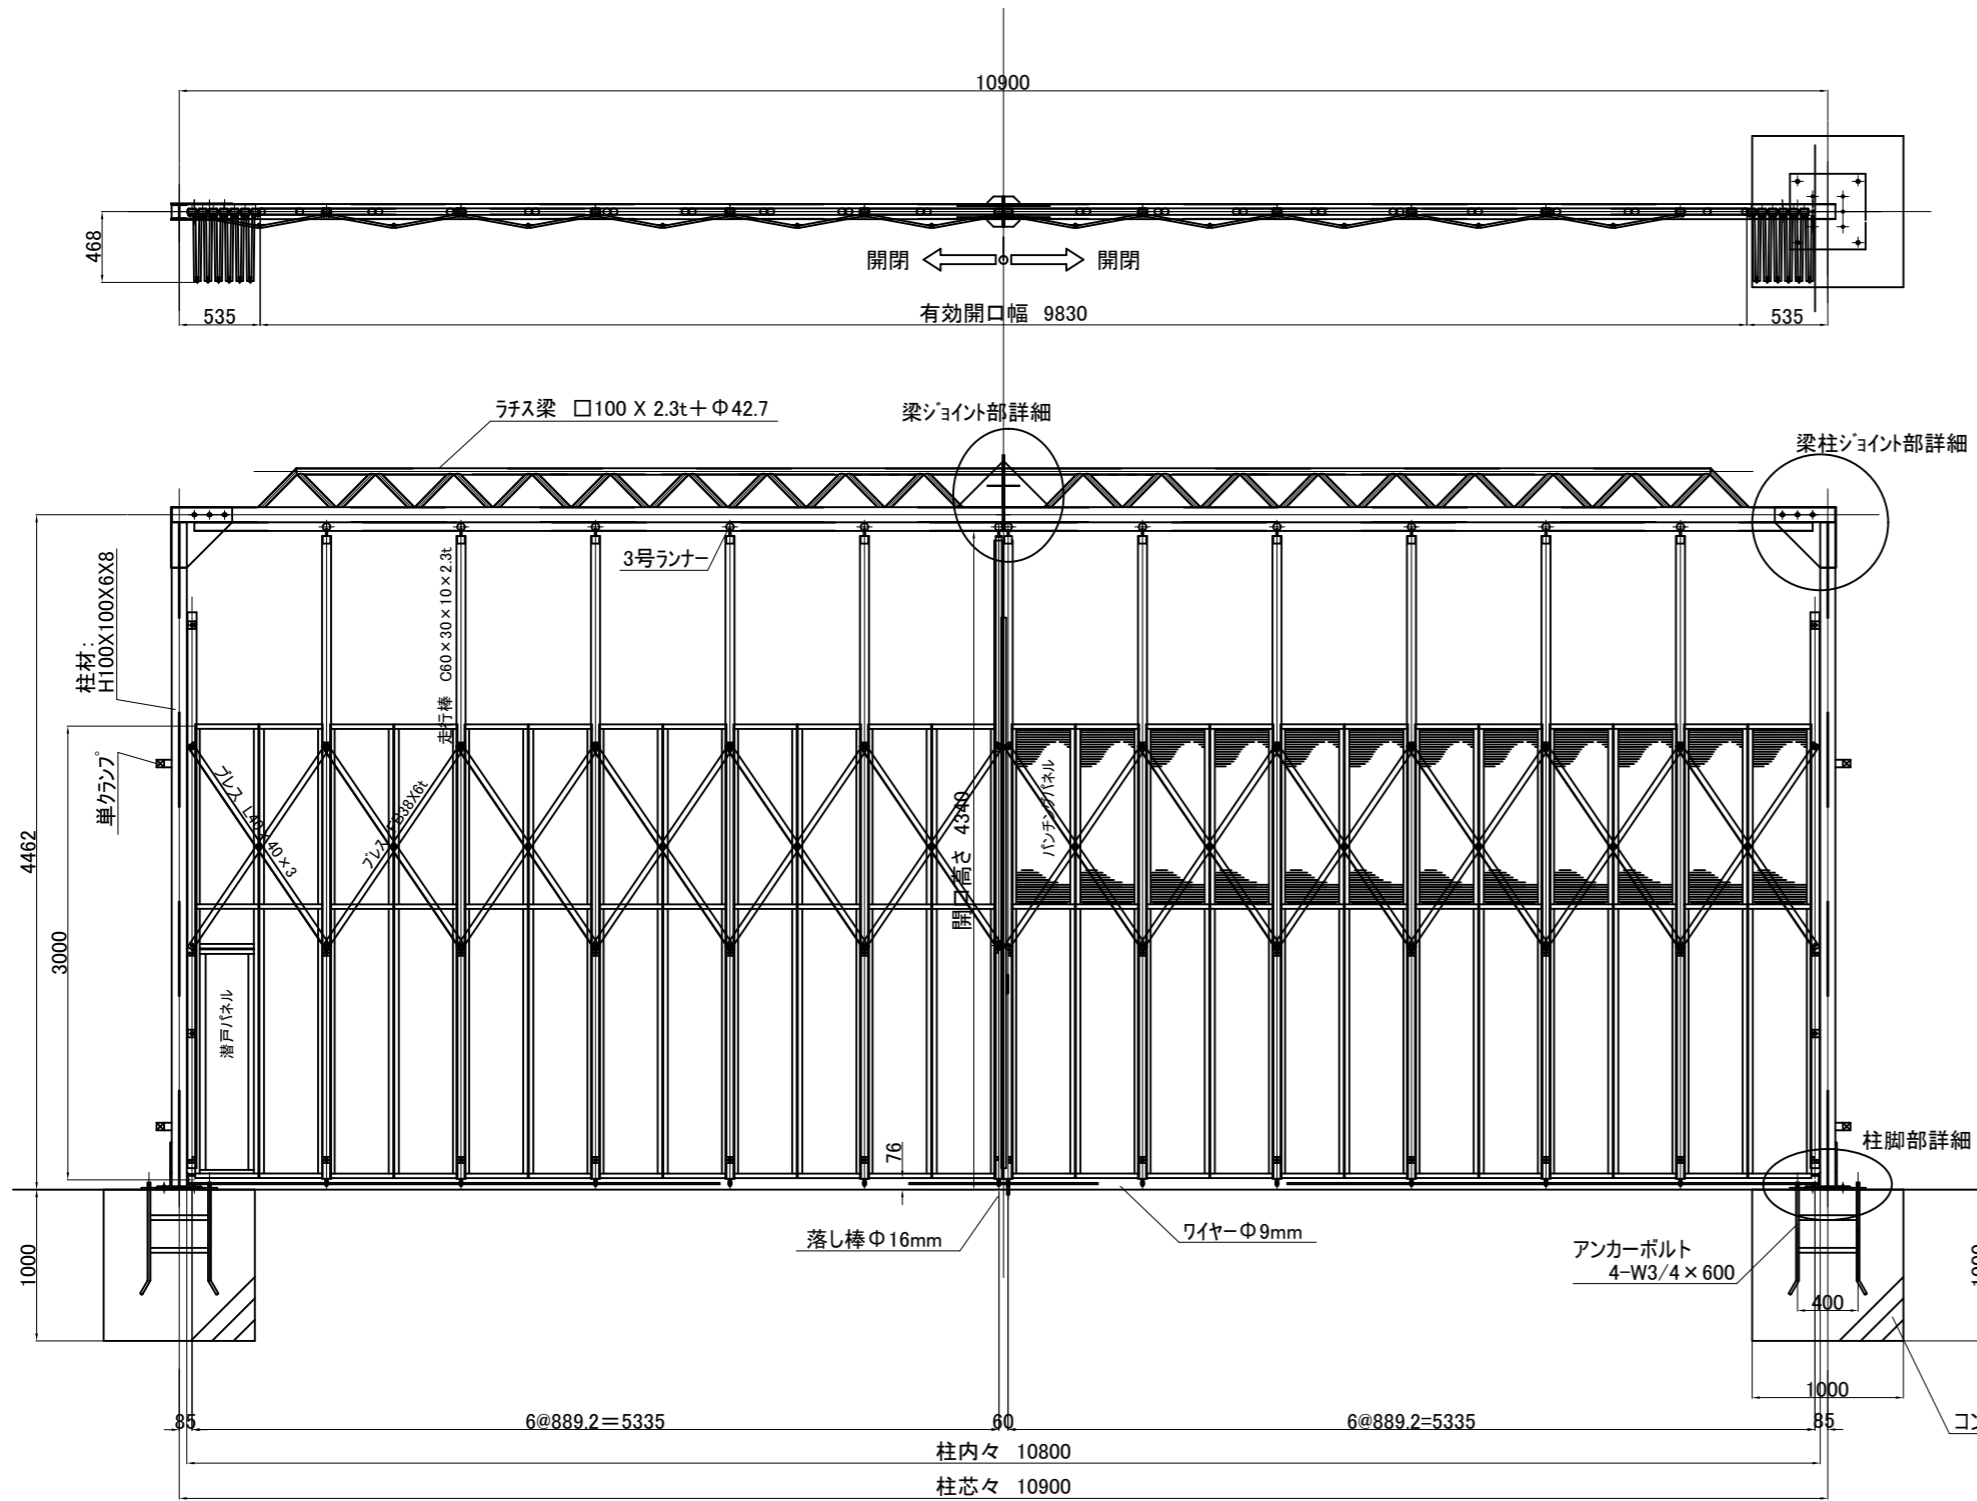 10900
468
開閉
開閉
535
有効開口幅 9830
535
ラチス梁 □100 X 2.3t+Φ42.7
梁ジョイント部詳細
梁柱ジョイント部詳細
3号ランナー
柱材:
H100X100X6X8
走行棒 C60×30×10×2.3t
単クランプ
ブレス L40×40×3
開口高さ 4340
パンチングパネル
4462
3000
潜戸パネル
76
柱脚部詳細
落し棒Φ16mm
ワイヤーΦ9mm
アンカーボルト
4-W3/4×600
1000
400
1000
1000
85
6@889.2=5335
60
6@889.2=5335
85
柱内々 10800
柱芯々 10900